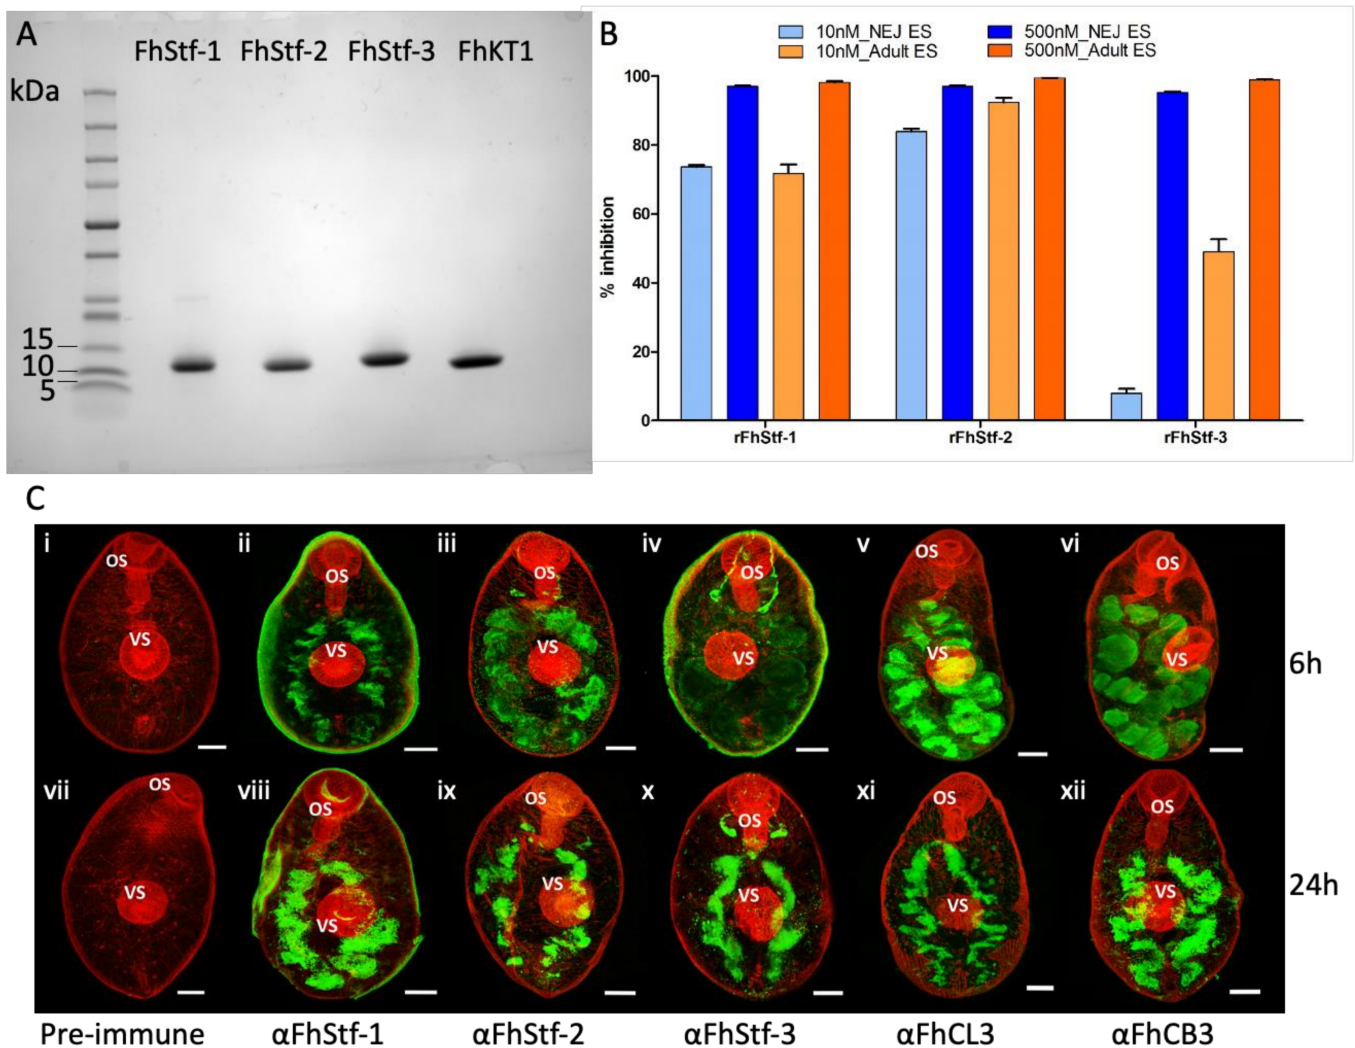 A
FhStf-1 FhStf-2 FhStf-3 FhKT1
kDa
15
10
5
B
10nM_NEJ ES 500nM_NEJ ES
10nM_Adult ES 500nM_Adult ES
% inhibition
100
80
60
40
20
0
rFhStf-1 rFhStf-2 rFhStf-3
C
i ii iii iv v vi
OS OS OS OS OS OS
VS VS VS VS VS VS
6h
vii viii ix x xi xii
OS OS OS OS OS OS
VS VS VS VS VS VS
24h
Pre-immune αFhStf-1 αFhStf-2 αFhStf-3 αFhCL3 αFhCB3